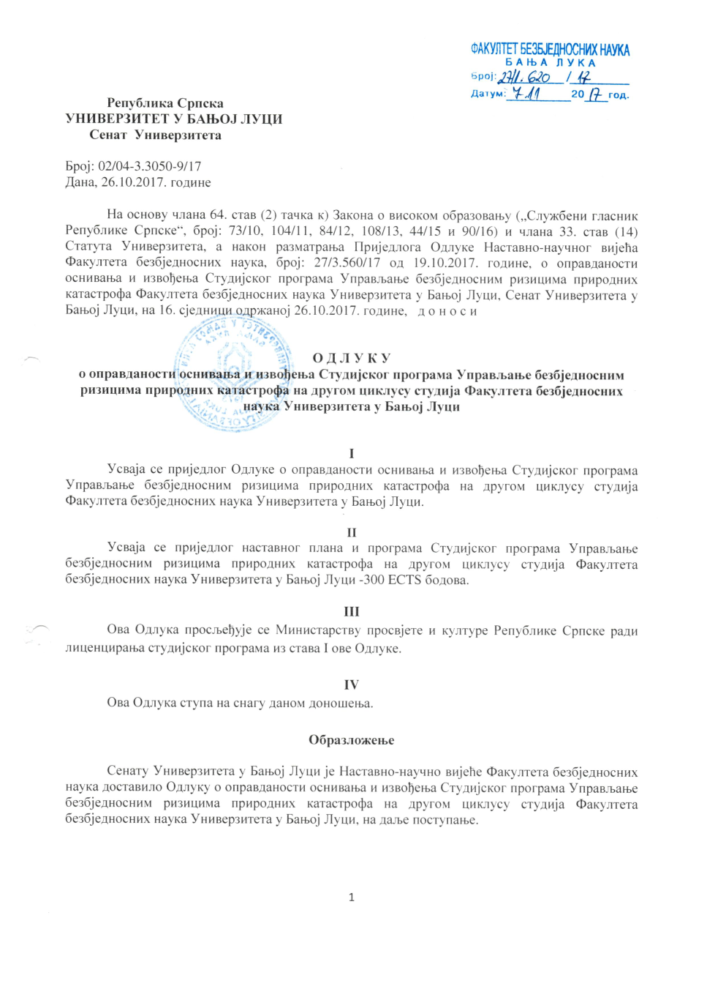 ФАКУЛТЕТ БЕЗБЈЕДНОСНИХ НАУКА
БАЊА ЛУКА
Број: 27/1.620 / 17
Датум: 7.11 2017 год.
Република Српска
УНИВЕРЗИТЕТ У БАЊОЈ ЛУЦИ
Сенат Универзитета
Број: 02/04-3.3050-9/17
Дана, 26.10.2017. године
На основу члана 64. став (2) тачка к) Закона о високом образовању („Службени гласник
Републике Српске“, број: 73/10, 104/11, 84/12, 108/13, 44/15 и 90/16) и члана 33. став (14)
Статута Универзитета, а након разматрања Приједлога Одлуке Наставно-научног вијећа
Факултета безбједносних наука, број: 27/3.560/17 од 19.10.2017. године, о оправданости
оснивања и извођења Студијског програма Управљање безбједносним ризицима природних
катастрофа Факултета безбједносних наука Универзитета у Бањој Луци, Сенат Универзитета у
Бањој Луци, на 16. сједници одржаној 26.10.2017. године, д о н о с и
О Д Л У К У
о оправданости оснивања и извођења Студијског програма Управљање безбједносним
ризицима природних катастрофа на другом циклусу студија Факултета безбједносних
наука Универзитета у Бањој Луци
I
Усваја се приједлог Одлуке о оправданости оснивања и извођења Студијског програма
Управљање безбједносним ризицима природних катастрофа на другом циклусу студија
Факултета безбједносних наука Универзитета у Бањој Луци.
II
Усваја се приједлог наставног плана и програма Студијског програма Управљање
безбједносним ризицима природних катастрофа на другом циклусу студија Факултета
безбједносних наука Универзитета у Бањој Луци -300 ECTS бодова.
III
Ова Одлука просљеђује се Министарству просвјете и културе Републике Српске ради
лиценцирања студијског програма из става I ове Одлуке.
IV
Ова Одлука ступа на снагу даном доношења.
Образложење
Сенату Универзитета у Бањој Луци је Наставно-научно вијеће Факултета безбједносних
наука доставило Одлуку о оправданости оснивања и извођења Студијског програма Управљање
безбједносним ризицима природних катастрофа на другом циклусу студија Факултета
безбједносних наука Универзитета у Бањој Луци, на даље поступање.
1